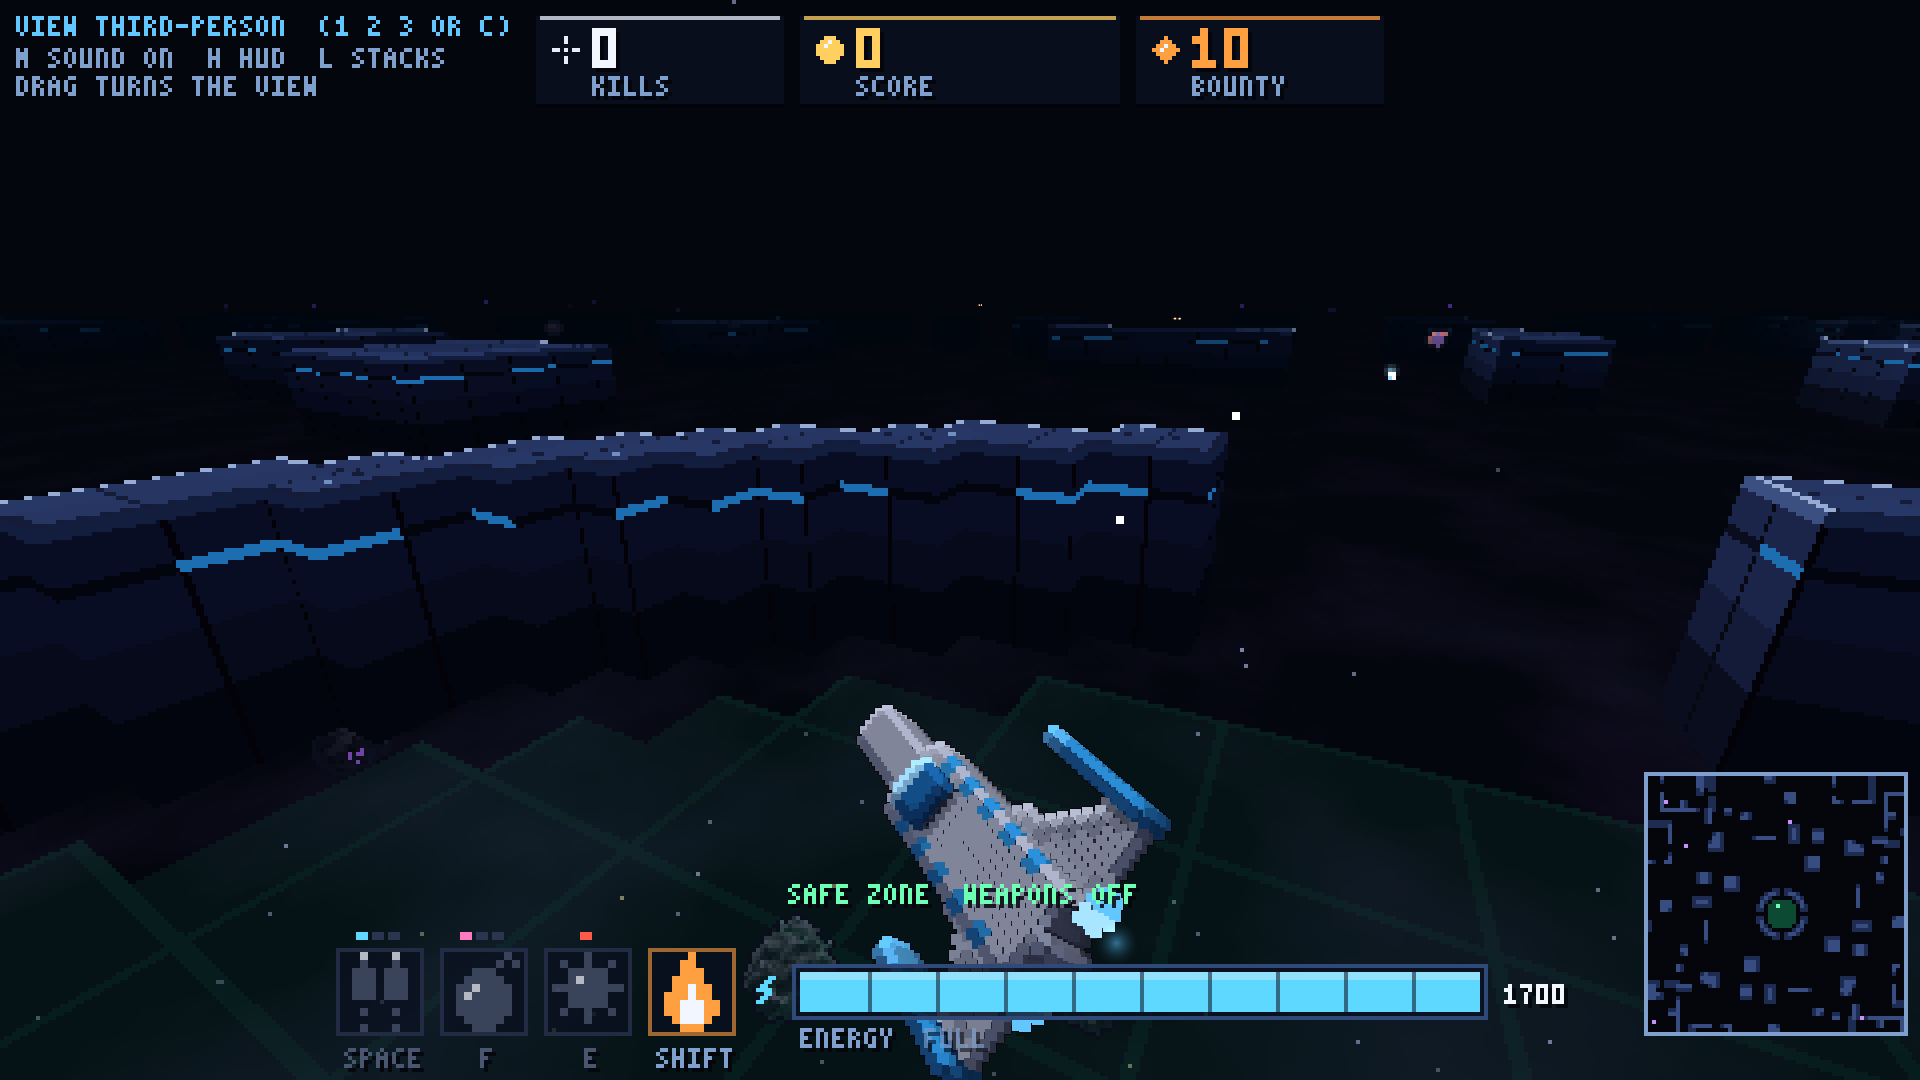 VIEW THIRD-PERSON (1 2 3 OR C)
M SOUND ON H HUD L STACKS
DRAG TURNS THE VIEW
0
KILLS
0
SCORE
10
BOUNTY
SAFE ZONE WEAPONS OFF
1700
ENERGY FULL
SPACE F E SHIFT